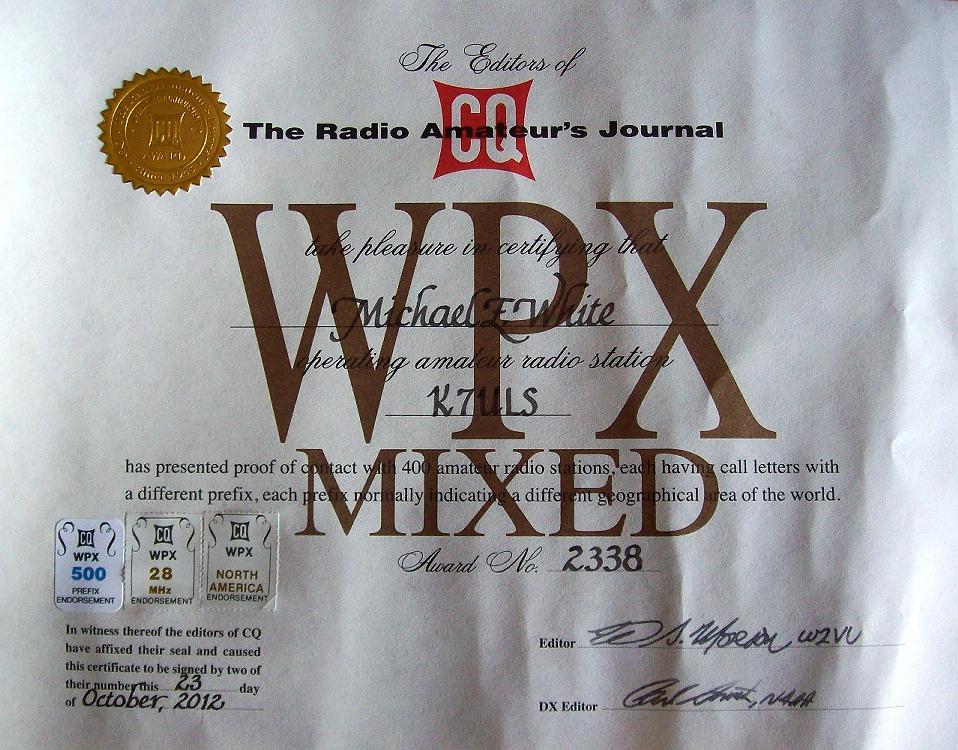 The Editors of
CQ
The Radio Amateur's Journal
WPX
take pleasure in certifying that
Michael E. White
operating amateur radio station
K7ULS
MIXED
has presented proof of contact with 400 amateur radio stations, each having call letters with
a different prefix, each prefix normally indicating a different geographical area of the world.
Award No. 2338
CQ
WPX
500
PREFIX
ENDORSEMENT
CQ
WPX
28
MHz
ENDORSEMENT
CQ
WPX
NORTH
AMERICA
ENDORSEMENT
In witness thereof the editors of CQ
have affixed their seal and caused
this certificate to be signed by two of
their number this 23 day
of October, 2012
Editor W2VU
DX Editor
CQ
AWARD